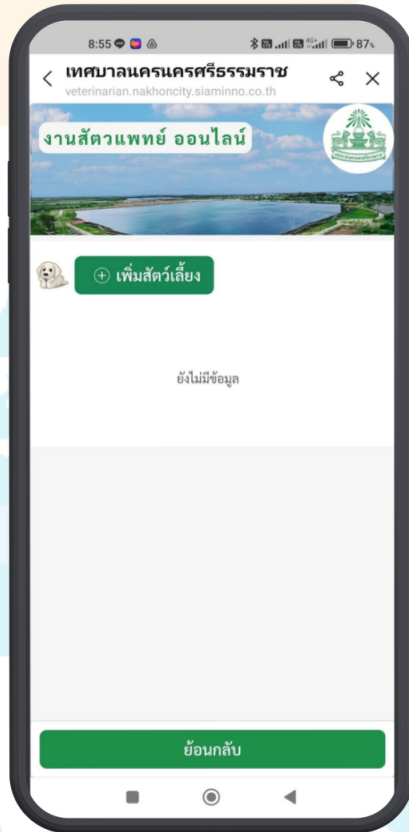 8:55
87%
เทศบาลนครนครศรีธรรมราช
veterinarian.nakhoncity.siaminno.co.th
งานสัตวแพทย์ ออนไลน์
เพิ่มสัตว์เลี้ยง
ยังไม่มีข้อมูล
ย้อนกลับ